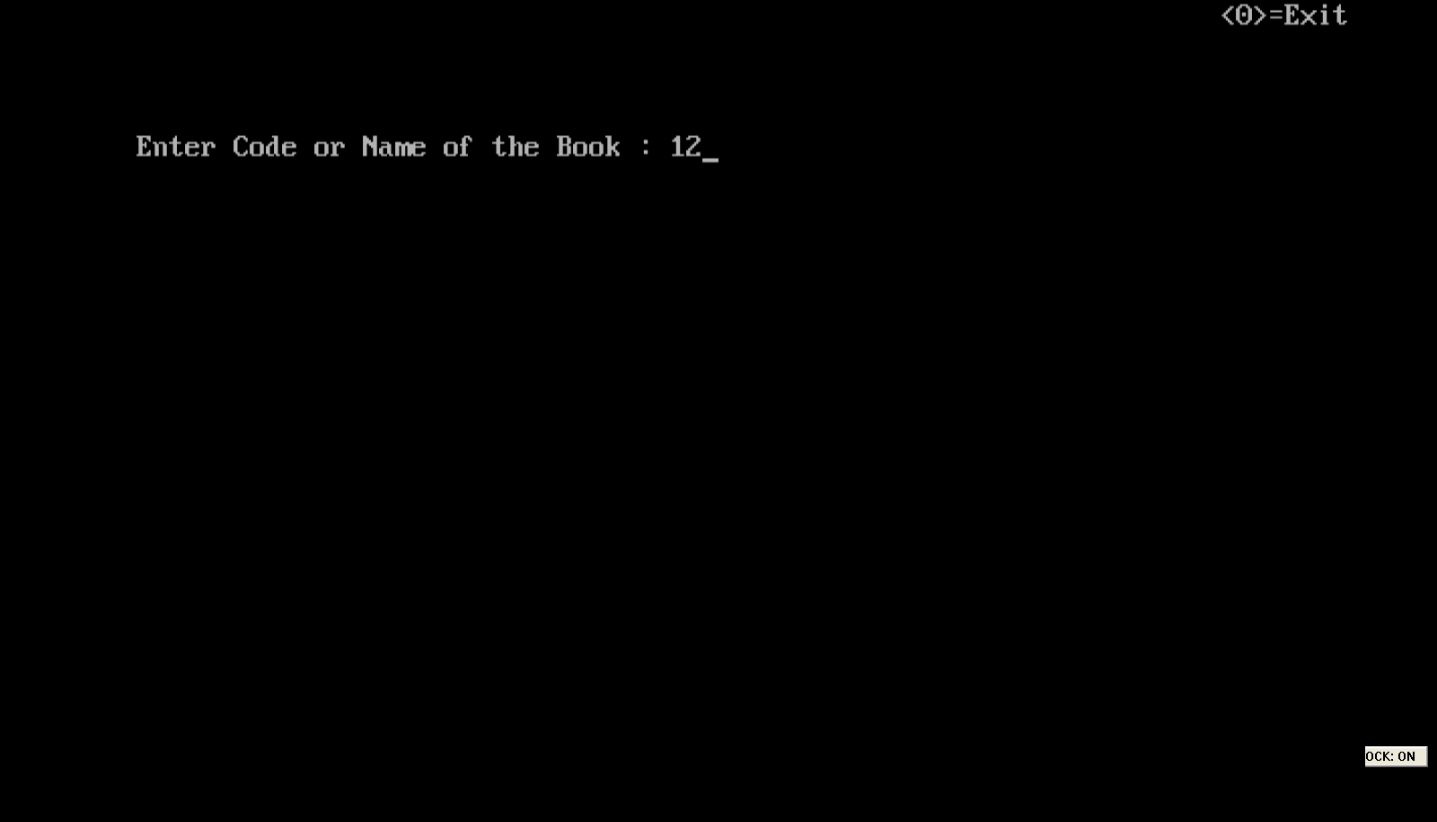 <0>=Exit
Enter Code or Name of the Book : 12_
OCK: ON